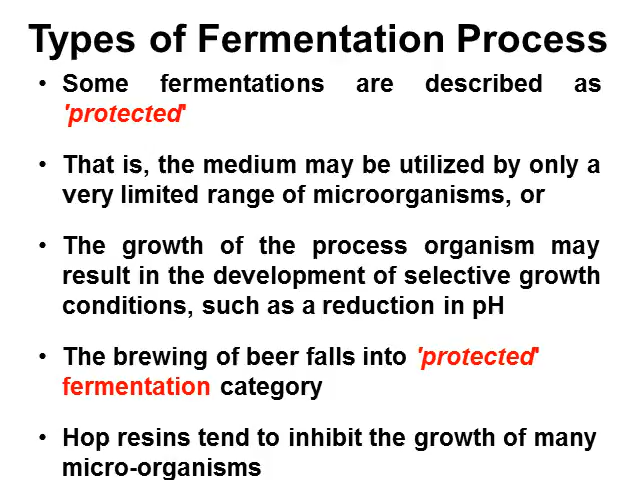 Types of Fermentation Process
• Some fermentations are described as
'protected'
• That is, the medium may be utilized by only a
very limited range of microorganisms, or
• The growth of the process organism may
result in the development of selective growth
conditions, such as a reduction in pH
• The brewing of beer falls into 'protected'
fermentation category
• Hop resins tend to inhibit the growth of many
micro-organisms